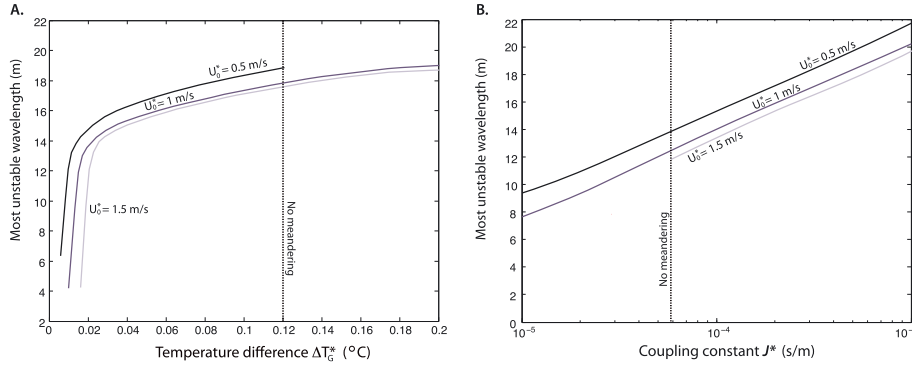 A.
22
20
18
16
14
12
10
8
6
4
2
Most unstable wavelength (m)
U₀* = 0.5 m/s
U₀* = 1 m/s
U₀* = 1.5 m/s
No meandering
0
0.02
0.04
0.06
0.08
0.10
0.12
0.14
0.16
0.18
0.2
Temperature difference ΔT_G* (°C)
B.
22
20
18
16
14
12
10
8
6
4
2
0
Most unstable wavelength (m)
U₀* = 0.5 m/s
U₀* = 1 m/s
U₀* = 1.5 m/s
No meandering
10⁻⁵
10⁻⁴
Coupling constant J* (s/m)